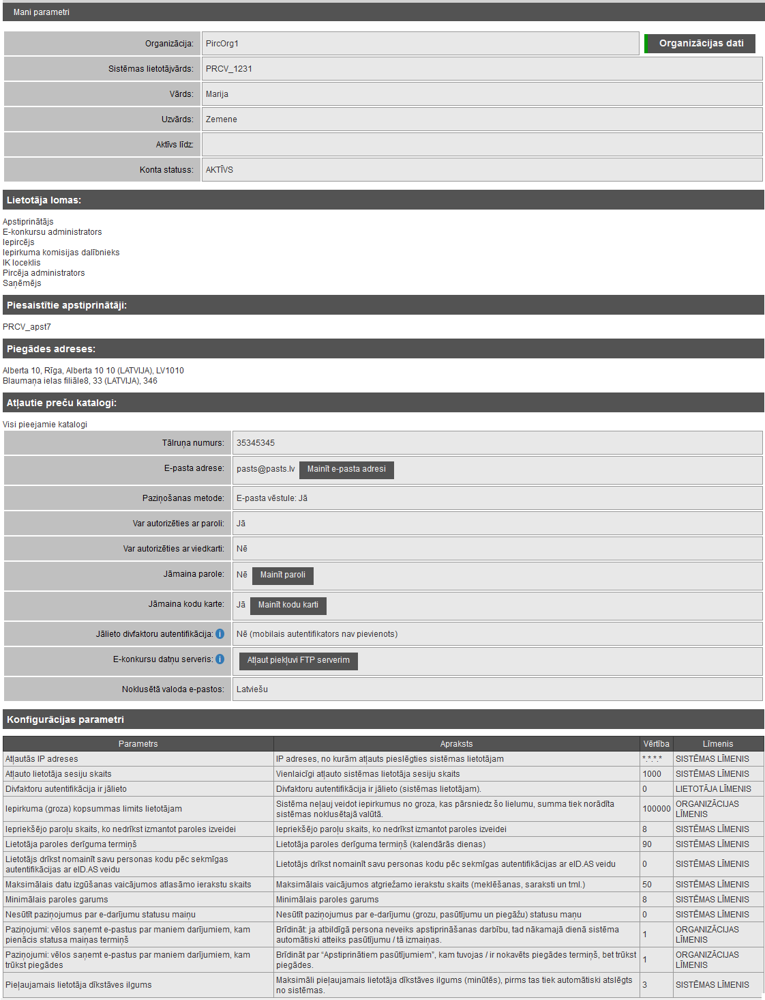 Mani parametri
Organizācija: PircOrg1 Organizācijas dati
Sistēmas lietotājvārds: PRCV_1231
Vārds: Marija
Uzvārds: Zemene
Aktīvs līdz:
Konta statuss: AKTĪVS
Lietotāja lomas:
Apstiprinātājs
E-konkursu administrators
Iepircējs
Iepirkuma komisijas dalībnieks
IK loceklis
Pircēja administrators
Saņēmējs
Piesaistītie apstiprinātāji:
PRCV_apst7
Piegādes adreses:
Alberta 10, Rīga, Alberta 10 10 (LATVIJA), LV1010
Blaumaņa ielas filiāle8, 33 (LATVIJA), 346
Atļautie preču katalogi:
Visi pieejamie katalogi
Tālruņa numurs: 35345345
E-pasta adrese: pasts@pasts.lv Mainīt e-pasta adresi
Paziņošanas metode: E-pasta vēstule: Jā
Var autorizēties ar paroli: Jā
Var autorizēties ar viedkarti: Nē
Jāmaina parole: Nē Mainīt paroli
Jāmaina kodu karte: Jā Mainīt kodu karti
Jālieto divfaktoru autentifikācija: i Nē (mobilais autentifikators nav pievienots)
E-konkursu datņu serveris: i Atļaut piekļuvi FTP serverim
Noklusētā valoda e-pastos: Latviešu
Konfigurācijas parametri
Parametrs Apraksts Vērtība Līmenis
Atļautās IP adreses IP adreses, no kurām atļauts pieslēgties sistēmas lietotājam *.*.*.* SISTĒMAS LĪMENIS
Atļauto lietotāja sesiju skaits Vienlaicīgi atļauto sistēmas lietotāja sesiju skaits 1000 SISTĒMAS LĪMENIS
Divfaktoru autentifikācija ir jālieto Divfaktoru autentifikācija ir jālieto (sistēmas lietotājam). 0 LIETOTĀJA LĪMENIS
Iepirkuma (groza) kopsummas limits lietotājam Sistēma neļauj veidot iepirkumus no groza, kas pārsniedz šo lielumu, summa tiek norādīta sistēmas noklusētajā valūtā. 100000 ORGANIZĀCIJAS LĪMENIS
Iepriekšējo paroļu skaits, ko nedrīkst izmantot paroles izveidei Iepriekšējo paroļu skaits, ko nedrīkst izmantot paroles izveidei 8 SISTĒMAS LĪMENIS
Lietotāja paroles derīguma termiņš Lietotāja paroles derīguma termiņš (kalendārās dienas) 90 SISTĒMAS LĪMENIS
Lietotājs drīkst nomainīt savu personas kodu pēc sekmīgas autentifikācijas ar eID.AS veidu Lietotājs drīkst nomainīt savu personas kodu pēc sekmīgas autentifikācijas ar eID.AS veidu 0 SISTĒMAS LĪMENIS
Maksimālais datu izgūšanas vaicājumos atlasāmo ierakstu skaits Maksimālais vaicājumos atgriežamo ierakstu skaits (meklēšanas, saraksti un tml.) 50 SISTĒMAS LĪMENIS
Minimālais paroles garums Minimālais paroles garums 8 SISTĒMAS LĪMENIS
Nesūtīt paziņojumus par e-darījumu statusu maiņu Nesūtīt paziņojumus par e-darījumu (grozu, pasūtījumu un piegāžu) statusu maņu 0 SISTĒMAS LĪMENIS
Paziņojumi: vēlos saņemt e-pastus par maniem darījumiem, kam pienācis statusa maiņas termiņš Brīdināt: ja atbildīgā persona neveiks apstiprināšanas darbību, tad nākamajā dienā sistēma automātiski atteiks pasūtījumu / tā izmaiņas. 1 ORGANIZĀCIJAS LĪMENIS
Paziņojumi: vēlos saņemt e-pastus par maniem darījumiem, kam trūkst piegādes Brīdināt par “Apstiprinātiem pasūtījumiem”, kam tuvojas / ir nokavēts piegādes termiņš, bet trūkst piegādes. 1 ORGANIZĀCIJAS LĪMENIS
Pieļaujamais lietotāja dīkstāves ilgums Maksimāli pieļaujamais lietotāja dīkstāves ilgums (minūtēs), pirms tas tiek automātiski atslēgts no sistēmas. 3 SISTĒMAS LĪMENIS